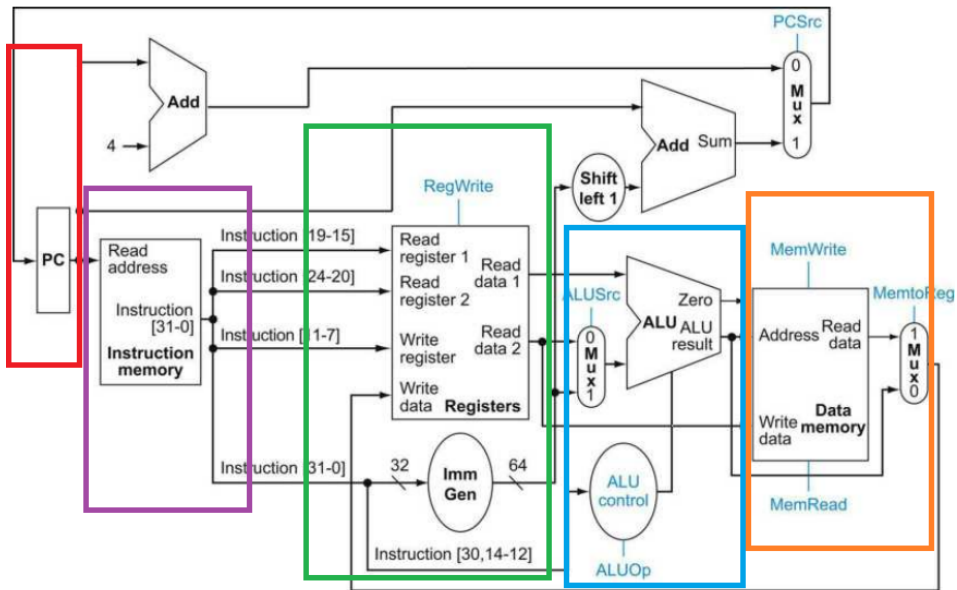 PCSrc
0
Mux
1
Add
4
Add Sum
Shift
left 1
RegWrite
PC
Read
address
Instruction
[31-0]
Instruction
memory
Instruction [19-15]
Instruction [24-20]
Instruction [11-7]
Instruction [31-0]
Instruction [30,14-12]
Read
register 1
Read
register 2
Write
register
Write
data
Read
data 1
Read
data 2
Registers
32
Imm
Gen
64
ALUSrc
0
Mux
1
Zero
ALU
ALU
result
ALU
control
ALUOp
MemWrite
Address
Read
data
Write
data
Data
memory
MemRead
MemtoReg
1
Mux
0